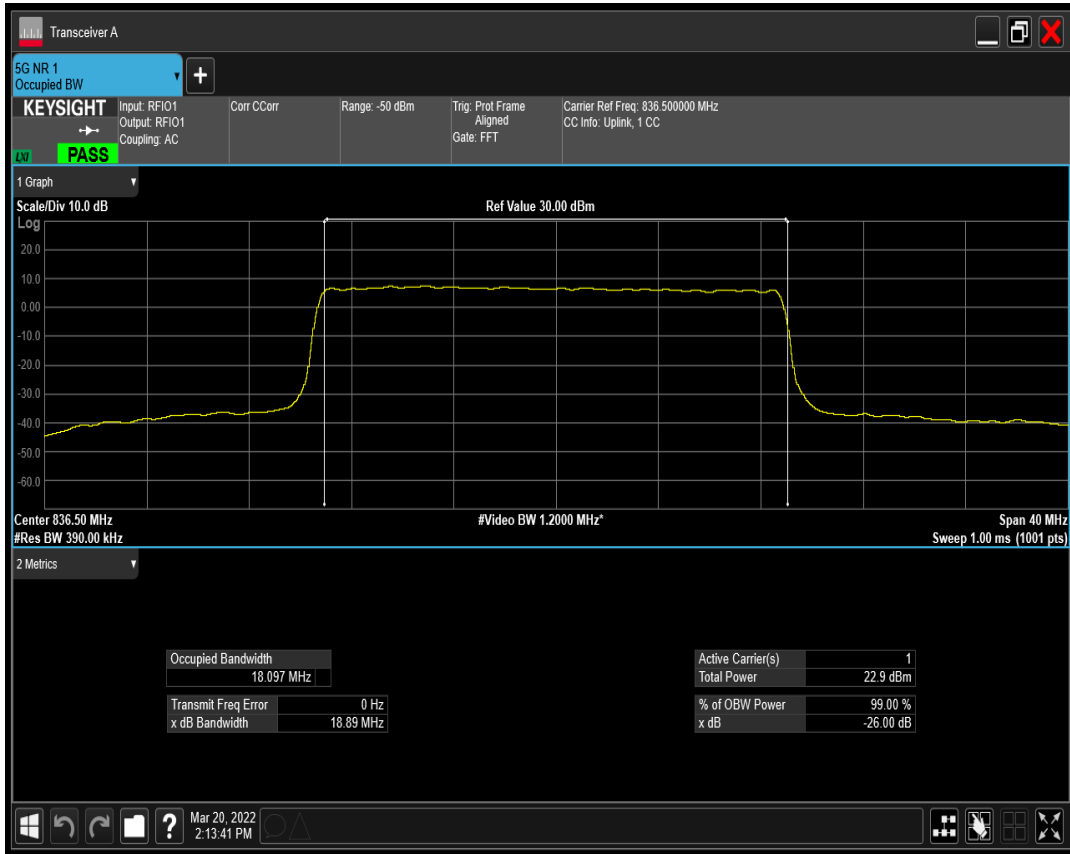 Transceiver A
5G NR 1
Occupied BW
KEYSIGHT
LXI
PASS
Input: RFIO1
Output: RFIO1
Coupling: AC
Corr CCorr
Range: -50 dBm
Trig: Prot Frame
Aligned
Gate: FFT
Carrier Ref Freq: 836.500000 MHz
CC Info: Uplink, 1 CC
1 Graph
Scale/Div 10.0 dB
Ref Value 30.00 dBm
Log
20.0
10.0
0.00
-10.0
-20.0
-30.0
-40.0
-50.0
-60.0
Center 836.50 MHz
#Video BW 1.2000 MHz*
Span 40 MHz
#Res BW 390.00 kHz
Sweep 1.00 ms (1001 pts)
2 Metrics
Occupied Bandwidth
18.097 MHz
Transmit Freq Error 0 Hz
x dB Bandwidth 18.89 MHz
Active Carrier(s) 1
Total Power 22.9 dBm
% of OBW Power 99.00 %
x dB -26.00 dB
?
Mar 20, 2022
2:13:41 PM